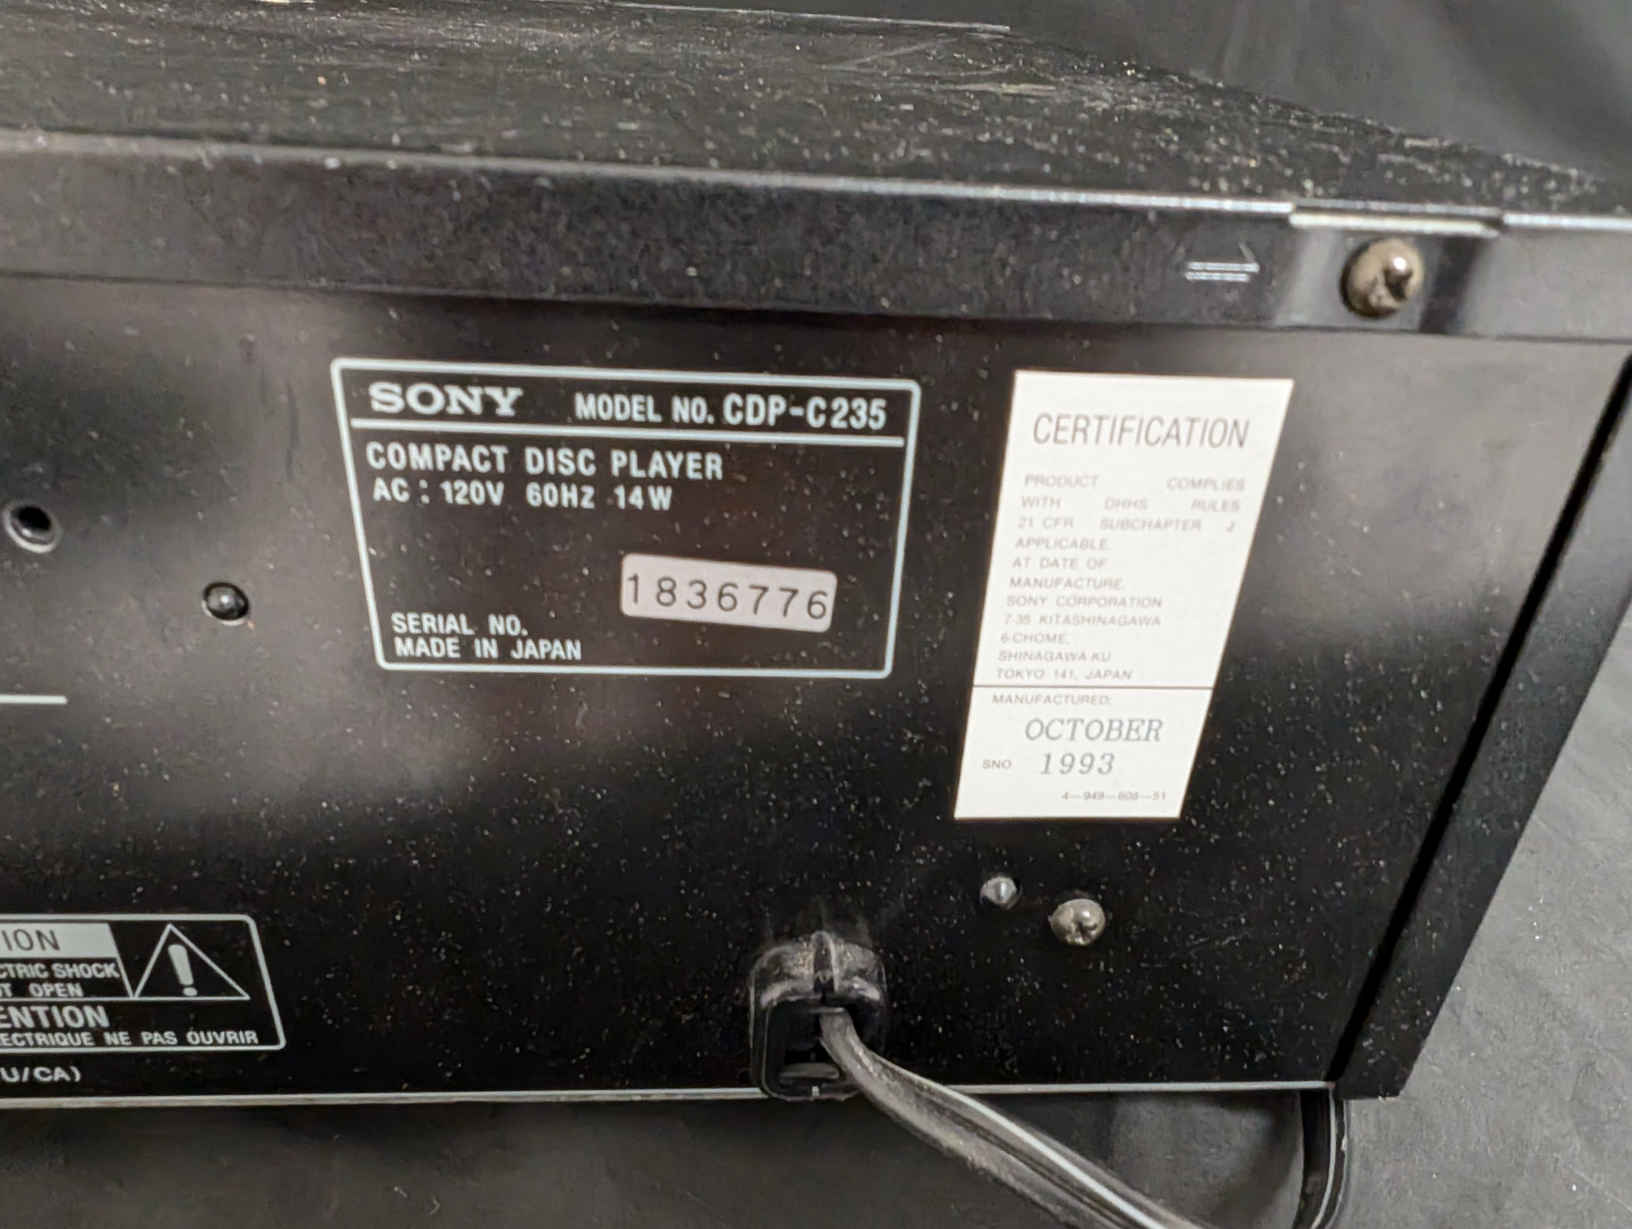 SONY MODEL NO. CDP-C235
COMPACT DISC PLAYER
AC : 120V 60HZ 14W
1836776
SERIAL NO.
MADE IN JAPAN
CERTIFICATION
PRODUCT COMPLIES
WITH DHHS RULES
21 CFR SUBCHAPTER J
APPLICABLE.
AT DATE OF
MANUFACTURE.
SONY CORPORATION
7-35 KITASHINAGAWA
6-CHOME,
SHINAGAWA-KU
TOKYO 141, JAPAN
MANUFACTURED.
OCTOBER
SNO 1993
ION
CTRIC SHOCK
OT OPEN
ENTION
ECTRIQUE NE PAS OUVRIR
U/CA)